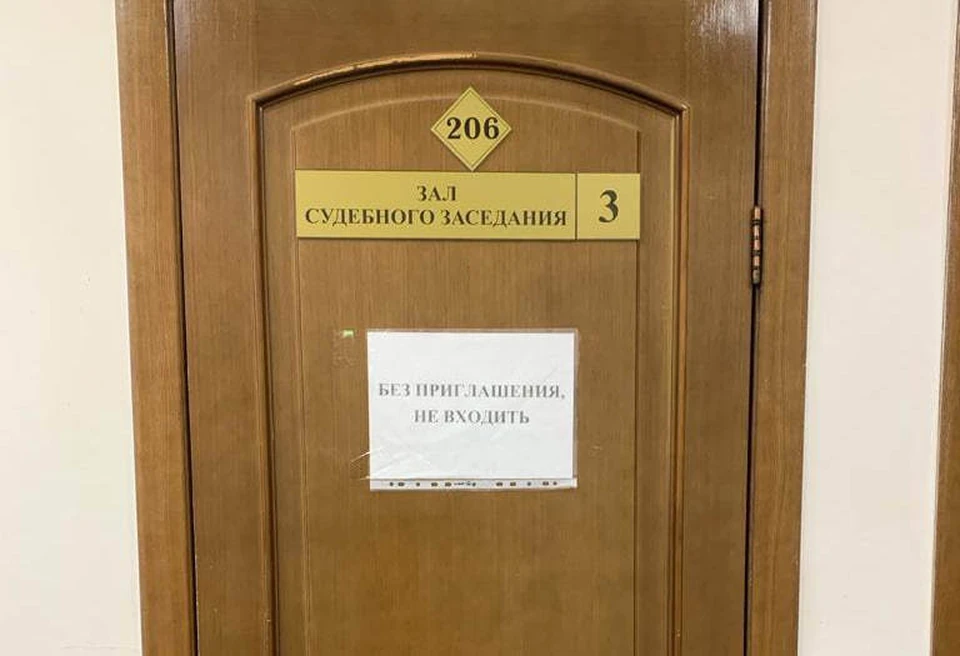 206
ЗАЛ
СУДЕБНОГО ЗАСЕДАНИЯ
3
БЕЗ ПРИГЛАШЕНИЯ,
НЕ ВХОДИТЬ